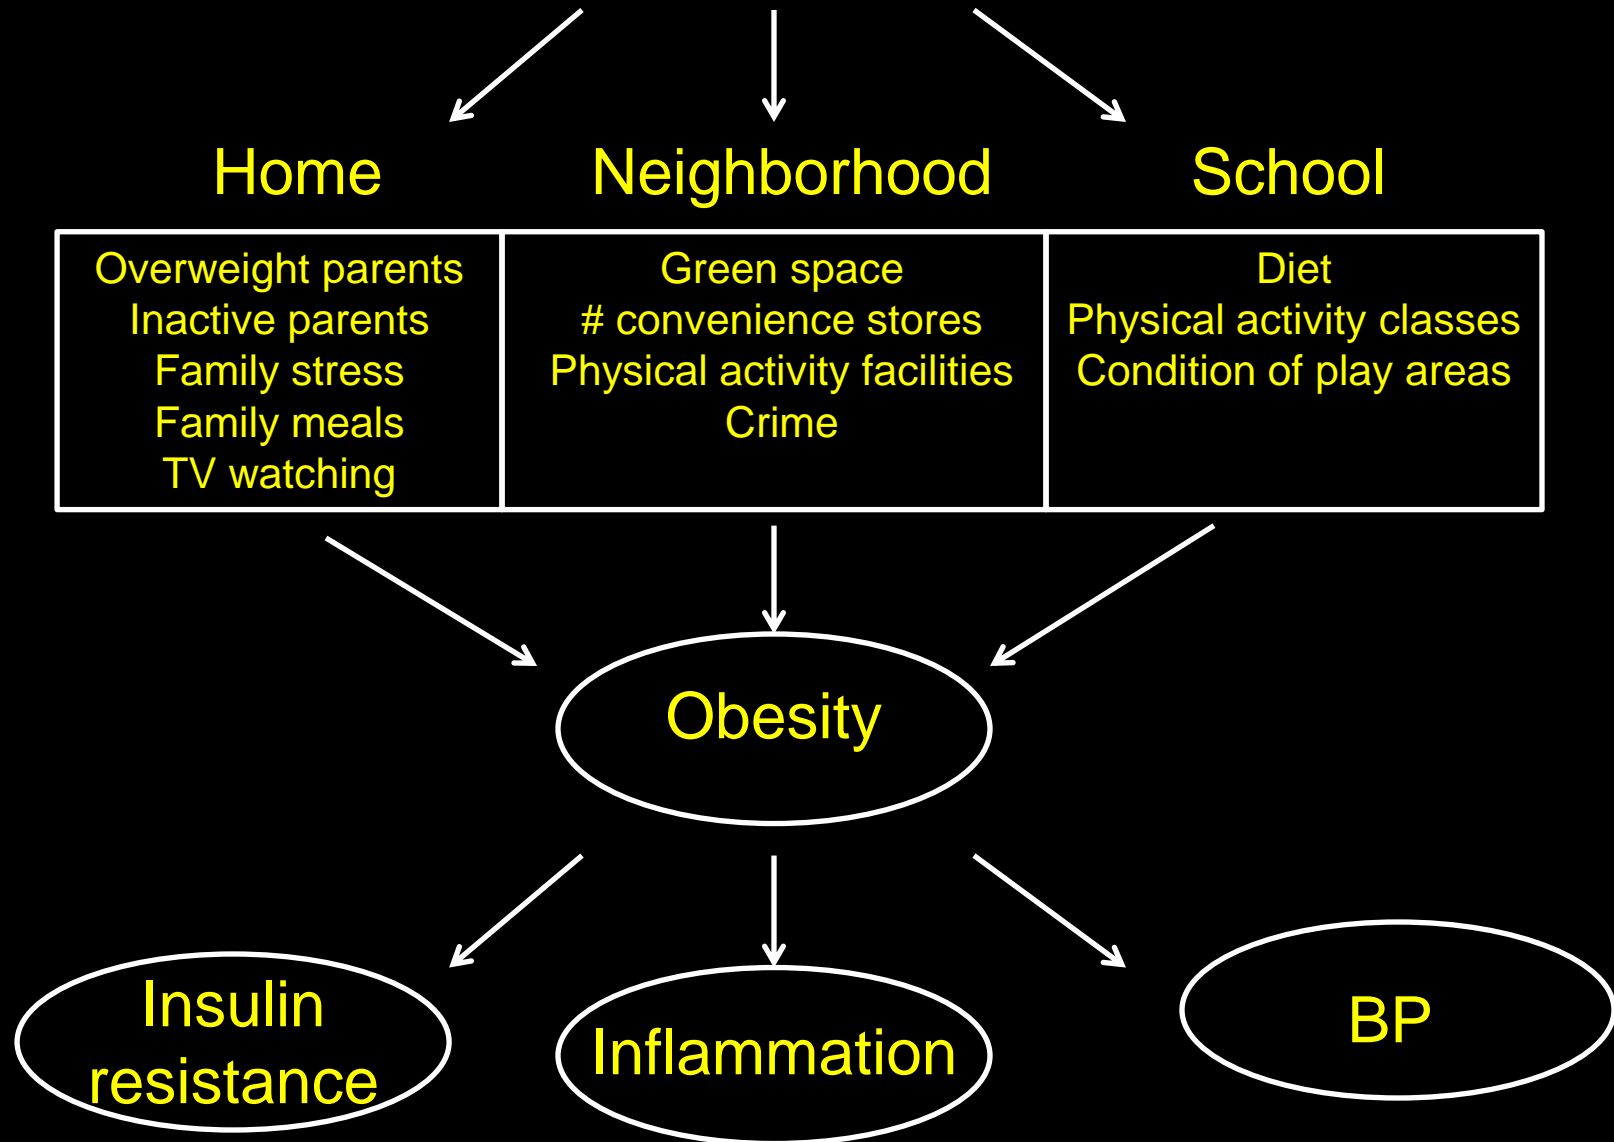 Home
Neighborhood
School
Overweight parents
Inactive parents
Family stress
Family meals
TV watching
Green space
# convenience stores
Physical activity facilities
Crime
Diet
Physical activity classes
Condition of play areas
Obesity
Insulin
resistance
Inflammation
BP